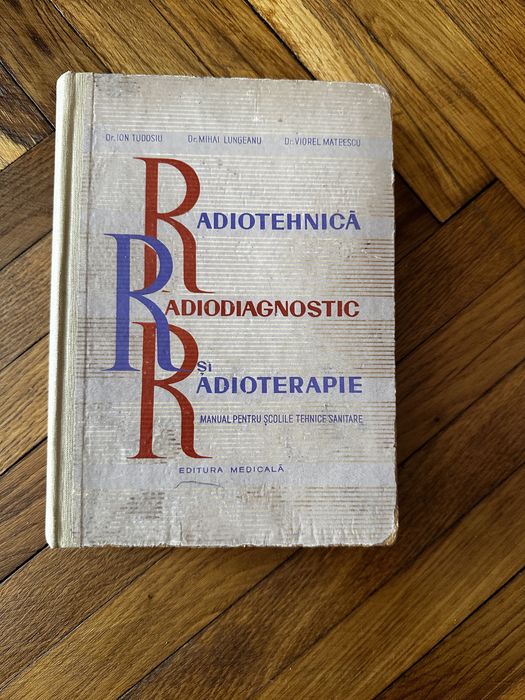 Dr. ION TUDOSIU Dr. MIHAI LUNGEANU Dr. VIOREL MATEESCU
RADIOTEHNICĂ
RADIODIAGNOSTIC
ȘI
RADIOTERAPIE
MANUAL PENTRU ȘCOLILE TEHNICE SANITARE
EDITURA MEDICALĂ